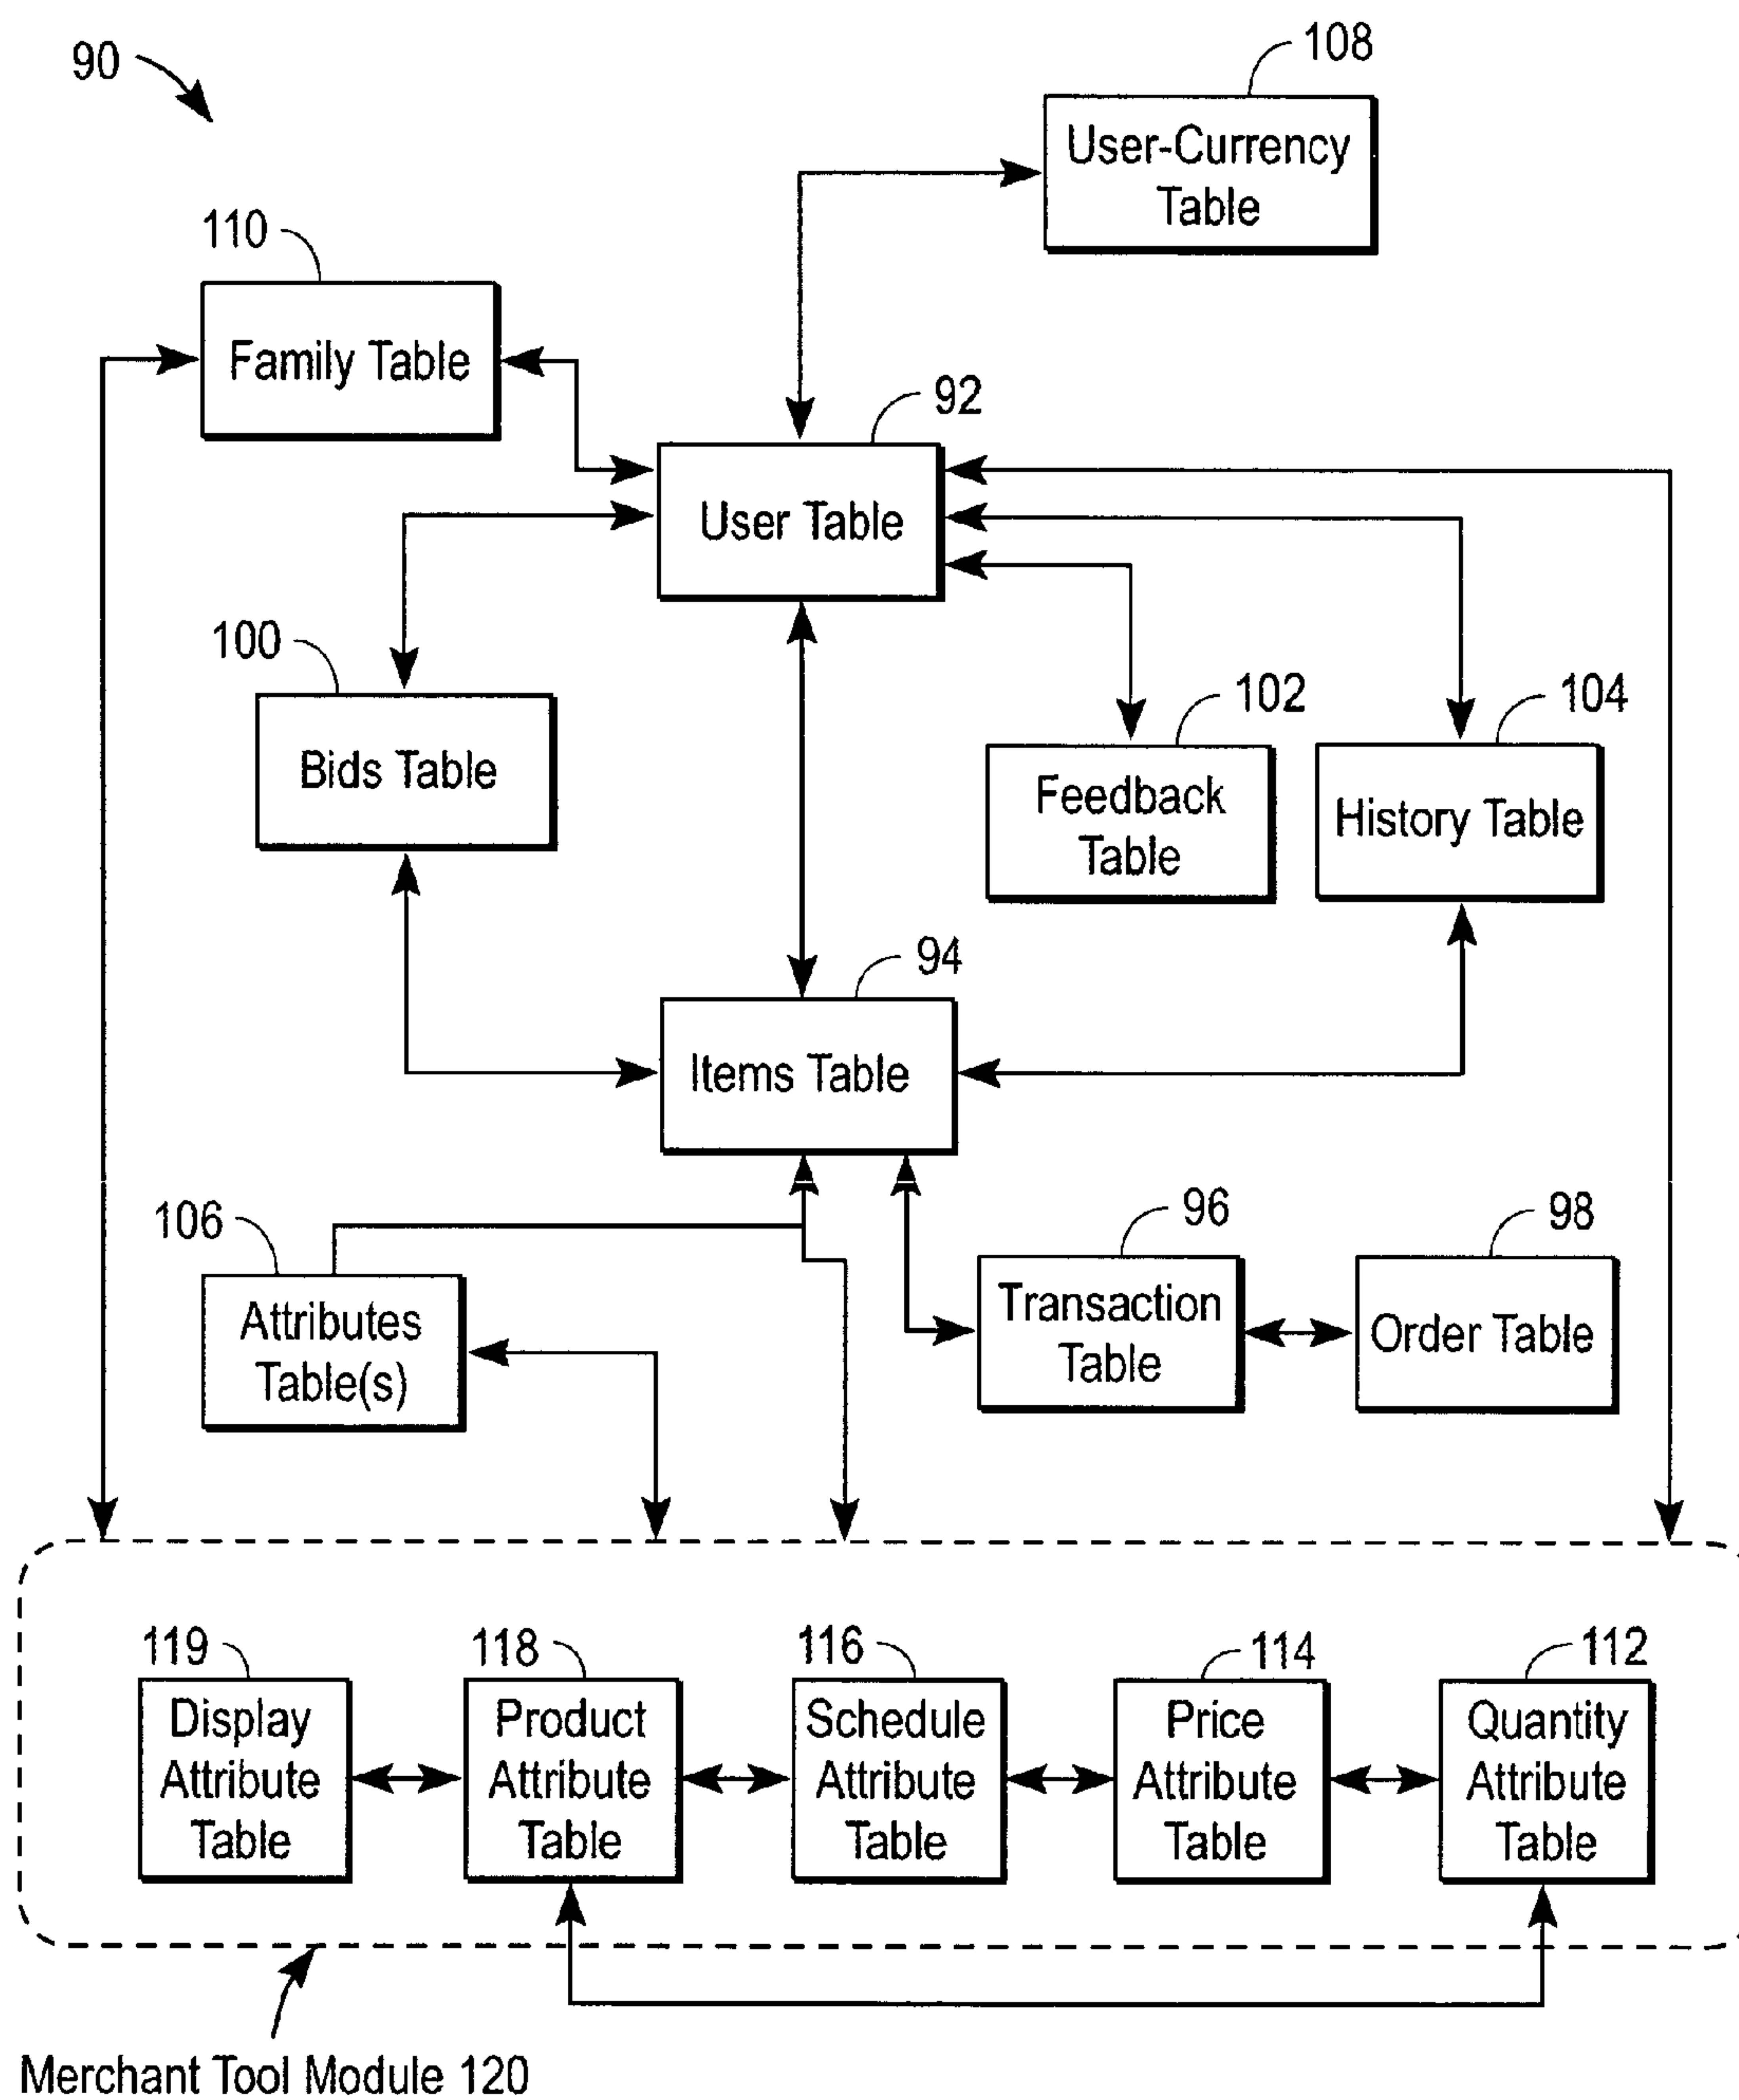 90
108
User-Currency
Table
110
Family Table
92
User Table
100
Bids Table
102
Feedback
Table
104
History Table
94
Items Table
106
Attributes
Table(s)
96
Transaction
Table
98
Order Table
119
Display
Attribute
Table
118
Product
Attribute
Table
116
Schedule
Attribute
Table
114
Price
Attribute
Table
112
Quantity
Attribute
Table
Merchant Tool Module 120